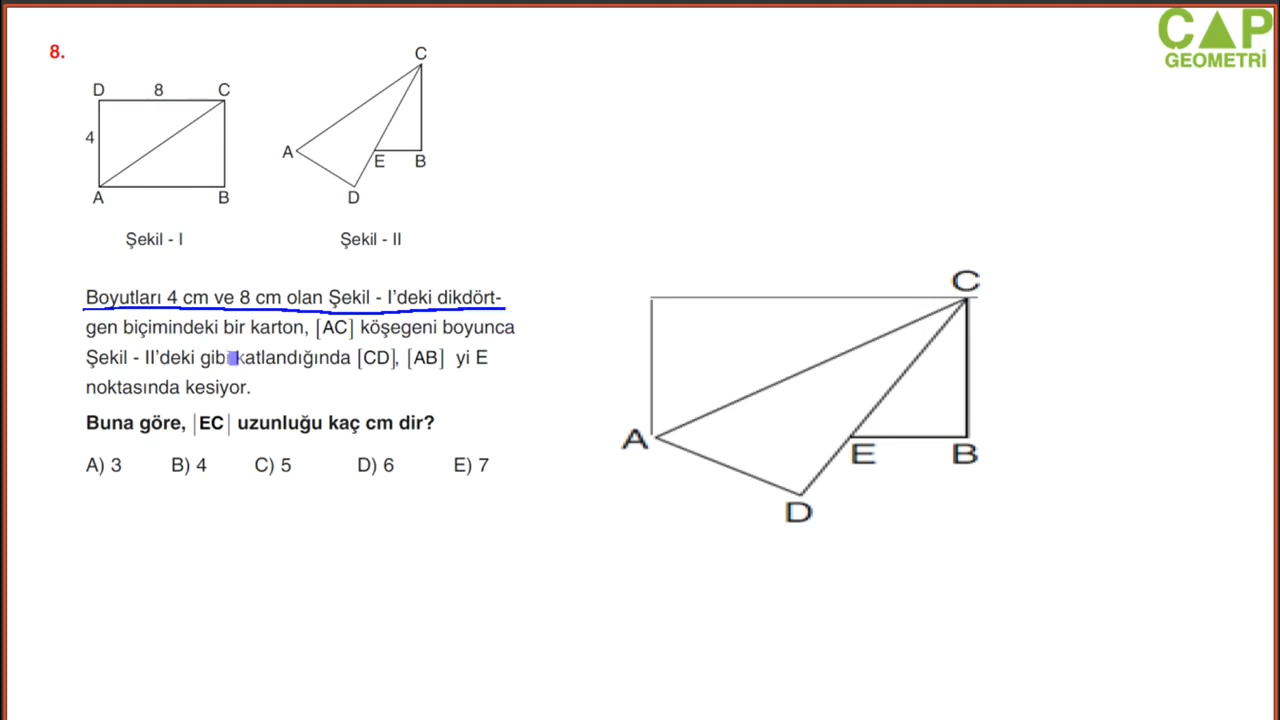 CAP
GEOMETRİ
8.
D 8 C
4
A B
Şekil - I
C
A
E B
D
Şekil - II
Boyutları 4 cm ve 8 cm olan Şekil - I’deki dikdört-
gen biçimindeki bir karton, [AC] köşegeni boyunca
Şekil - II’deki gibi katlandığında [CD], [AB] yi E
noktasında kesiyor.
Buna göre, |EC| uzunluğu kaç cm dir?
A) 3 B) 4 C) 5 D) 6 E) 7
C
A
E B
D